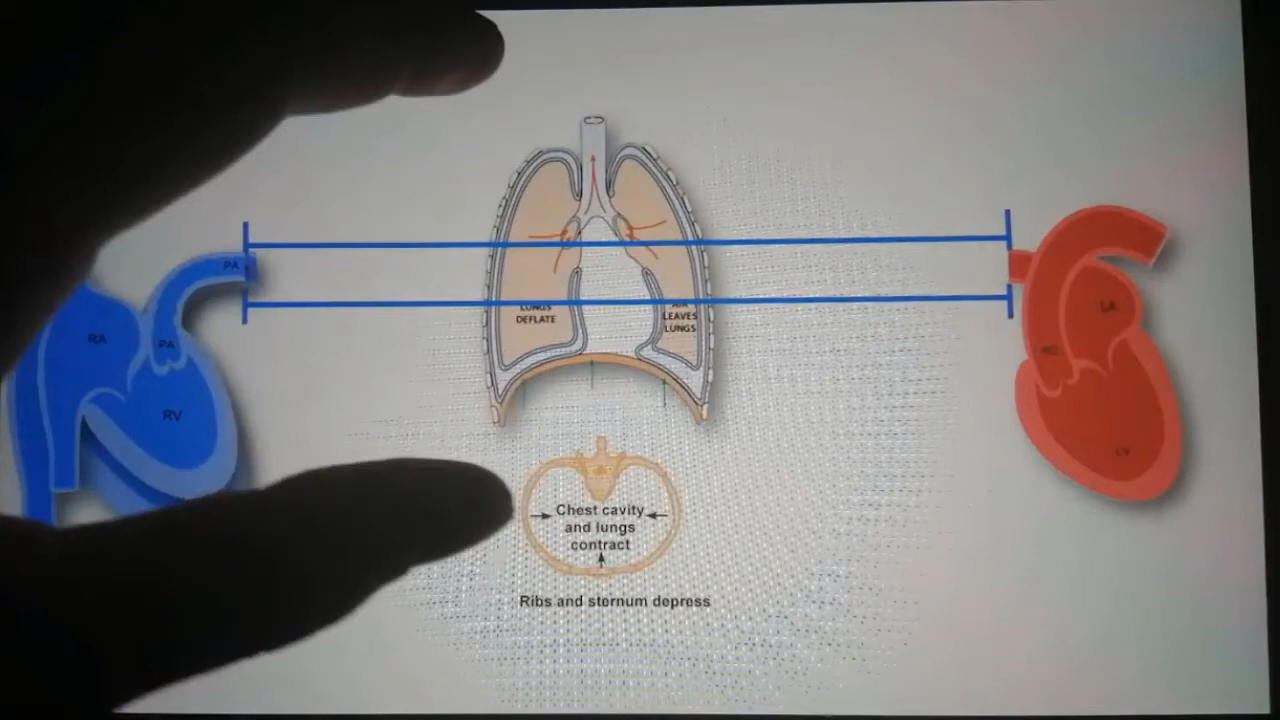 PA
RA
PA
RV
LUNGS
DEFLATE
AIR
LEAVES
LUNGS
LA
LV
Chest cavity
and lungs
contract
Ribs and sternum depress